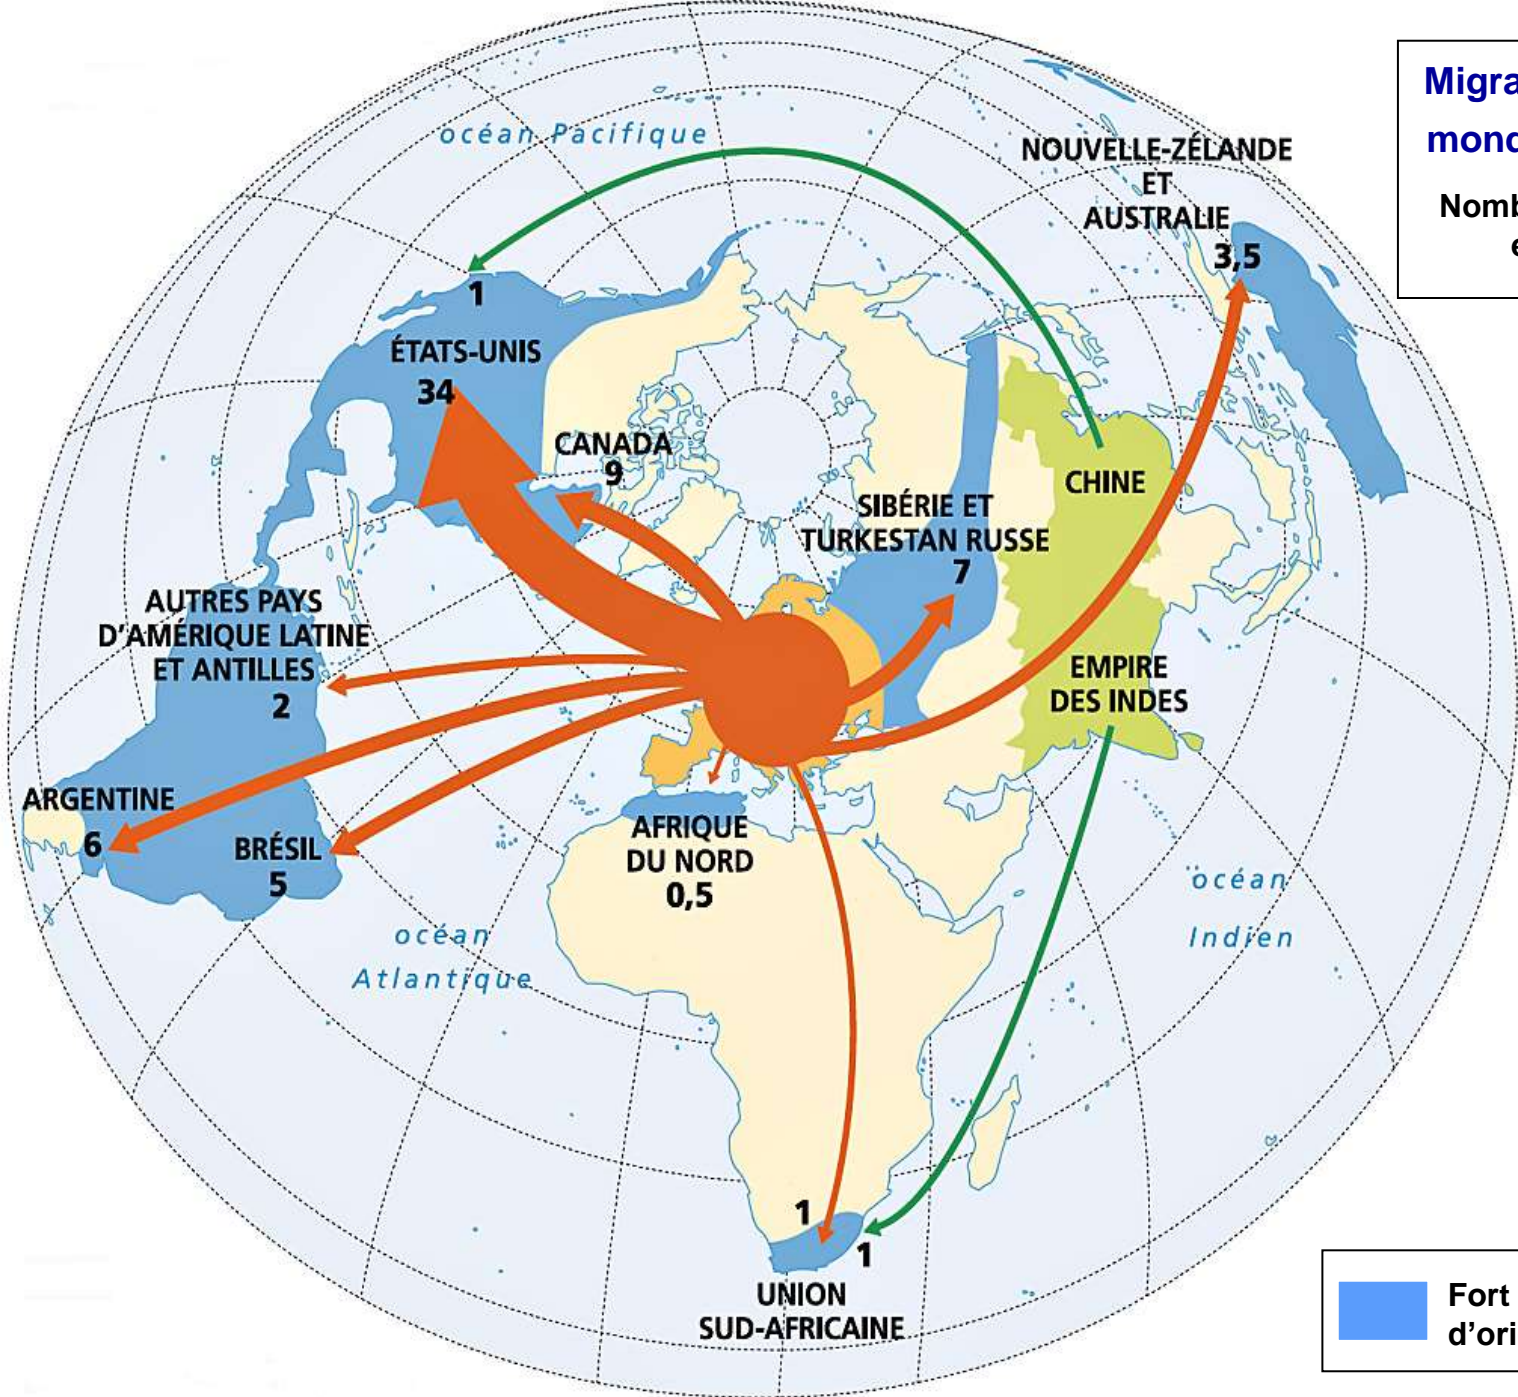 Migra
mond
Nomb
e
océan Pacifique
NOUVELLE-ZÉLANDE
ET
AUSTRALIE
3,5
1
ÉTATS-UNIS
34
CANADA
9
CHINE
SIBÉRIE ET
TURKESTAN RUSSE
7
AUTRES PAYS
D'AMÉRIQUE LATINE
ET ANTILLES
2
EMPIRE
DES INDES
ARGENTINE
6
BRÉSIL
5
AFRIQUE
DU NORD
0,5
océan
Atlantique
océan
Indien
1
1
UNION
SUD-AFRICAINE
Fort
d’ori